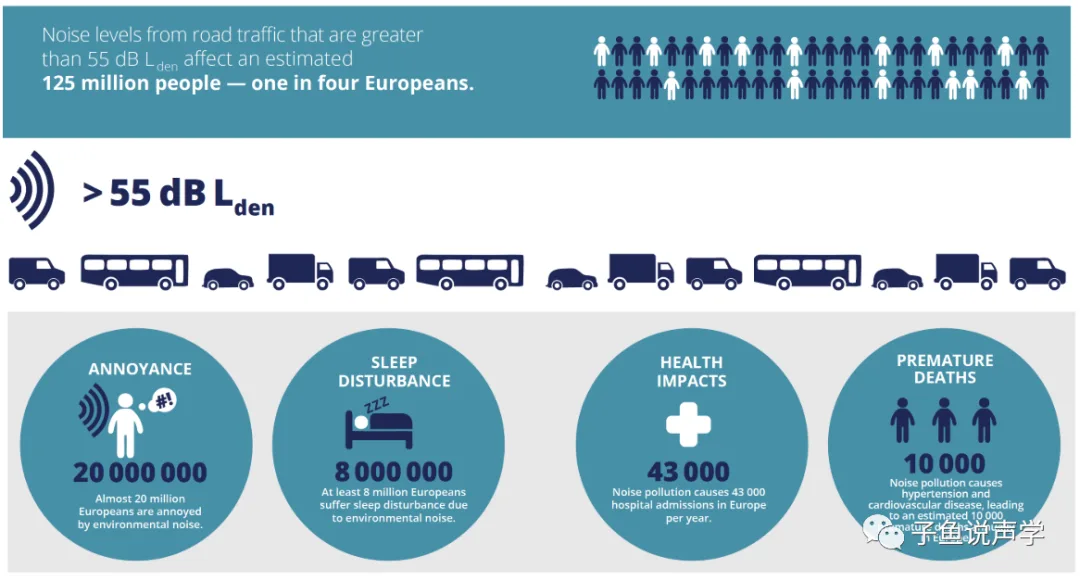 Noise levels from road traffic that are greater
than 55 dB Lden affect an estimated
125 million people — one in four Europeans.
> 55 dB Lden
ANNOYANCE
#!
20 000 000
Almost 20 million
Europeans are annoyed
by environmental noise.
SLEEP
DISTURBANCE
ZZZ
8 000 000
At least 8 million Europeans
suffer sleep disturbance due
to environmental noise.
HEALTH
IMPACTS
43 000
Noise pollution causes 43 000
hospital admissions in Europe
per year.
PREMATURE
DEATHS
10 000
Noise pollution causes
hypertension and
cardiovascular disease, leading
to an estimated 10 000
子鱼说声学